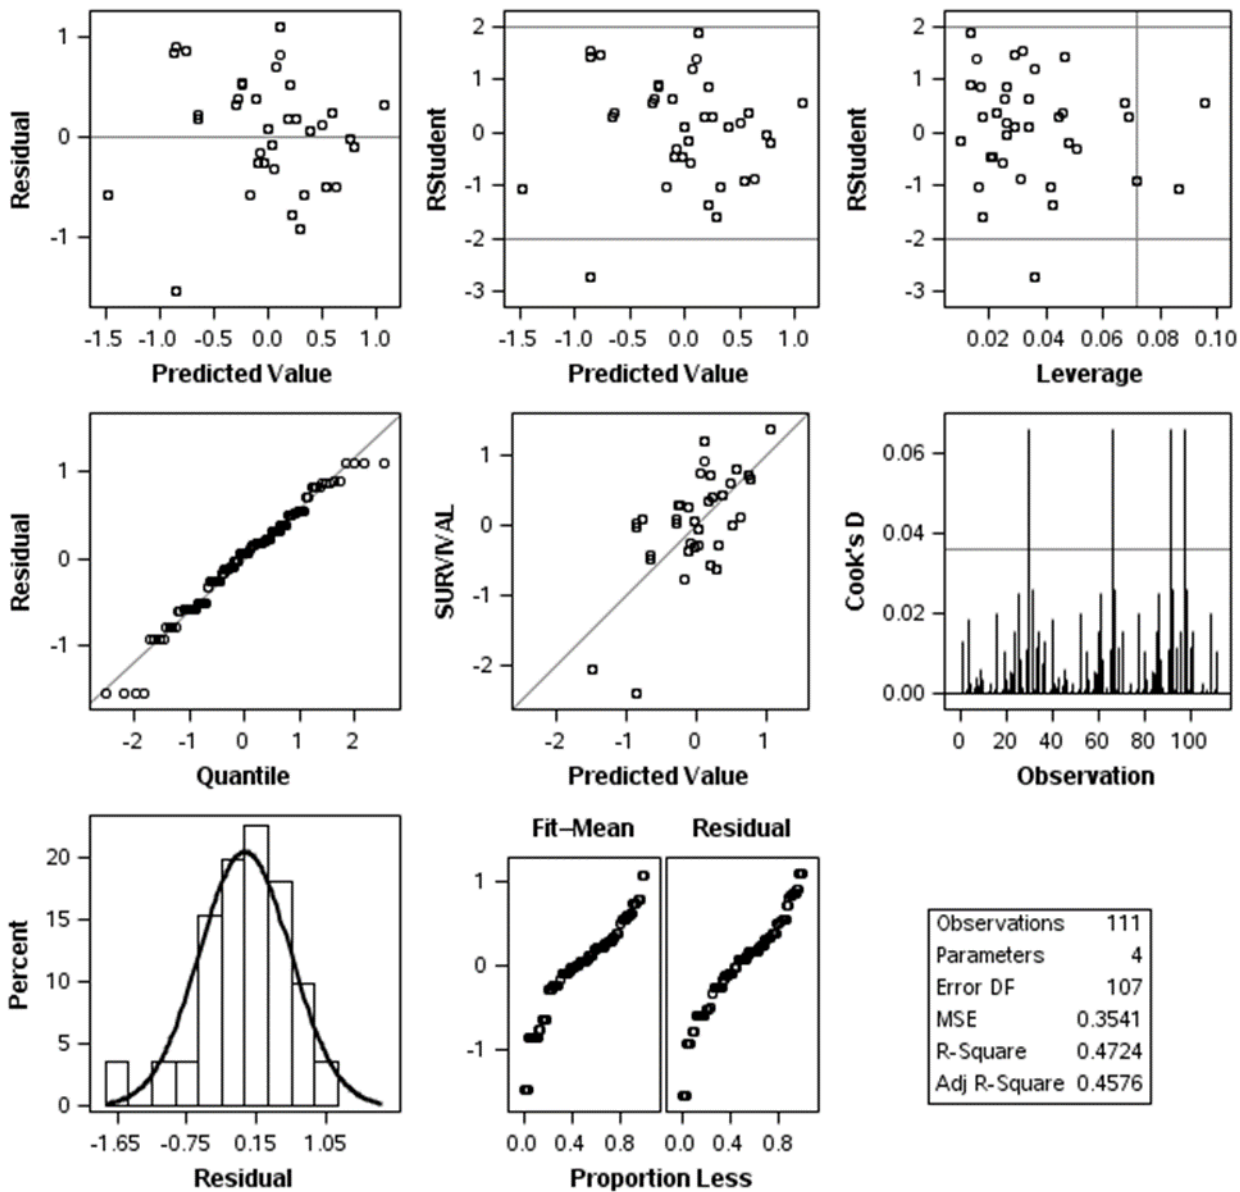 Residual
1
0
-1
-1.5 -1.0 -0.5 0.0 0.5 1.0
Predicted Value
RStudent
2
1
0
-1
-2
-3
-1.5 -1.0 -0.5 0.0 0.5 1.0
Predicted Value
RStudent
2
1
0
-1
-2
-3
0.02 0.04 0.06 0.08 0.10
Leverage
Residual
1
0
-1
-2 -1 0 1 2
Quantile
SURVIVAL
1
0
-1
-2
-2 -1 0 1
Predicted Value
Cook's D
0.06
0.04
0.02
0.00
0 20 40 60 80 100
Observation
Percent
20
15
10
5
0
-1.65 -0.75 0.15 1.05
Residual
Fit–Mean Residual
1
0
-1
0.0 0.4 0.8 0.0 0.4 0.8
Proportion Less
Observations 111
Parameters 4
Error DF 107
MSE 0.3541
R-Square 0.4724
Adj R-Square 0.4576